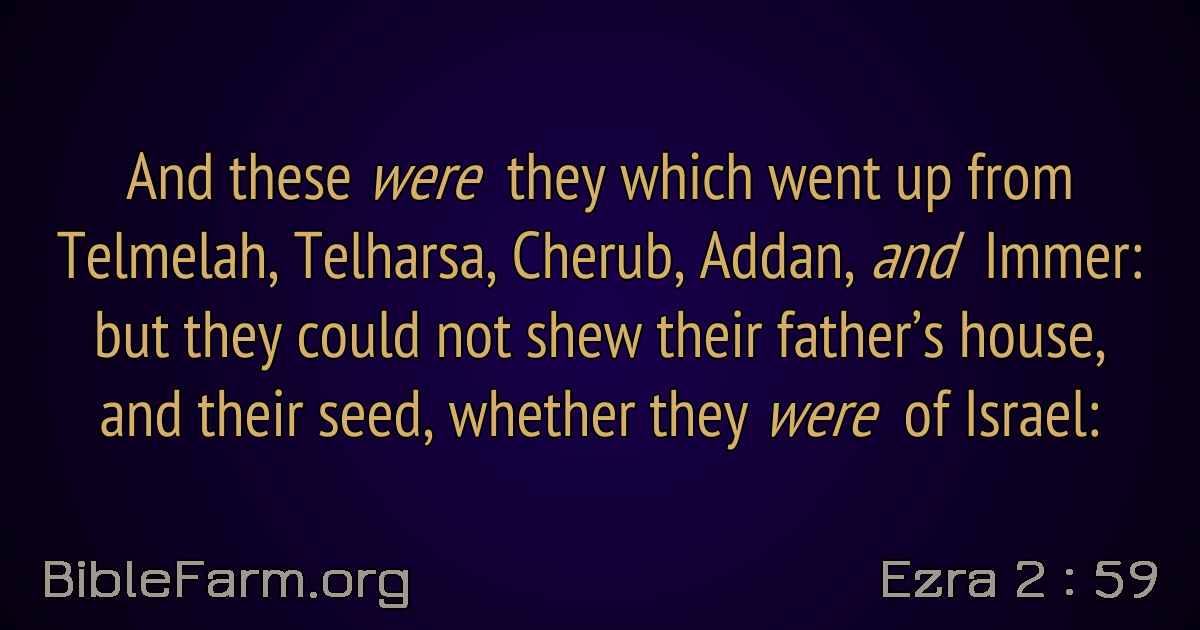 And these were they which went up from
Telmelah, Telharsa, Cherub, Addan, and Immer:
but they could not shew their father’s house,
and their seed, whether they were of Israel:
BibleFarm.org
Ezra 2 : 59